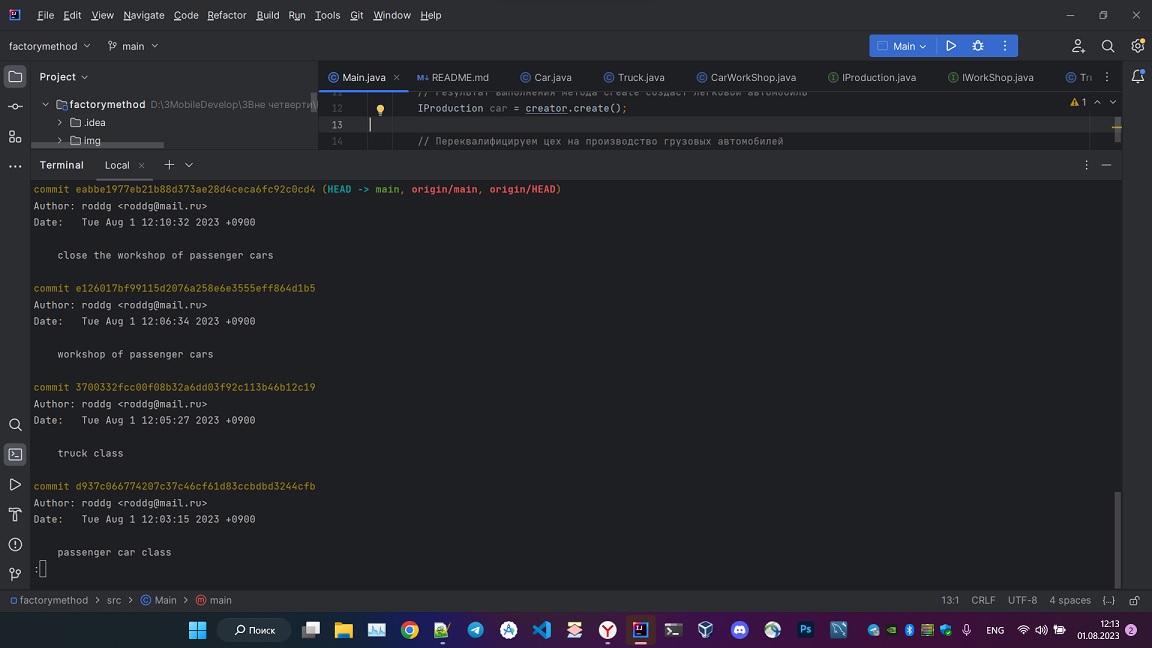 File Edit View Navigate Code Refactor Build Run Tools Git Window Help
factorymethod main Main
Project Main.java README.md Car.java Truck.java CarWorkShop.java IProduction.java IWorkShop.java
factorymethod D:\3MobileDevelop\3Вне четверти\
.idea
img
// Результат выполнения метода create создаст легковой автомобиль
12 IProduction car = creator.create();
13
14 // Переквалифицируем цех на производство грузовых автомобилей
1
Terminal Local
commit eabbe1977eb21b88d373ae28d4ceca6fc92c0cd4 (HEAD -> main, origin/main, origin/HEAD)
Author: roddg <roddg@mail.ru>
Date: Tue Aug 1 12:10:32 2023 +0900
close the workshop of passenger cars
commit e126017bf99115d2076a258e6e3555eff864d1b5
Author: roddg <roddg@mail.ru>
Date: Tue Aug 1 12:06:34 2023 +0900
workshop of passenger cars
commit 3700332fcc00f08b32a6dd03f92c113b46b12c19
Author: roddg <roddg@mail.ru>
Date: Tue Aug 1 12:05:27 2023 +0900
truck class
commit d937c066774207c37c46cf61d83ccbdbd3244cfb
Author: roddg <roddg@mail.ru>
Date: Tue Aug 1 12:03:15 2023 +0900
passenger car class
:
factorymethod > src > Main > main 13:1 CRLF UTF-8 4 spaces
Поиск ENG 12:13
01.08.2023 2